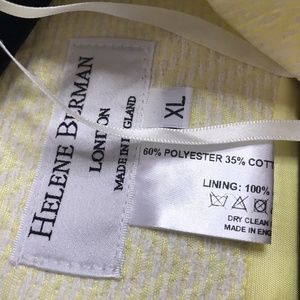 HELENE BERMAN
LONDON
MADE IN ENGLAND
XL
60% POLYESTER 35% COTT
LINING: 100%
DRY CLEAN
MADE IN ENG